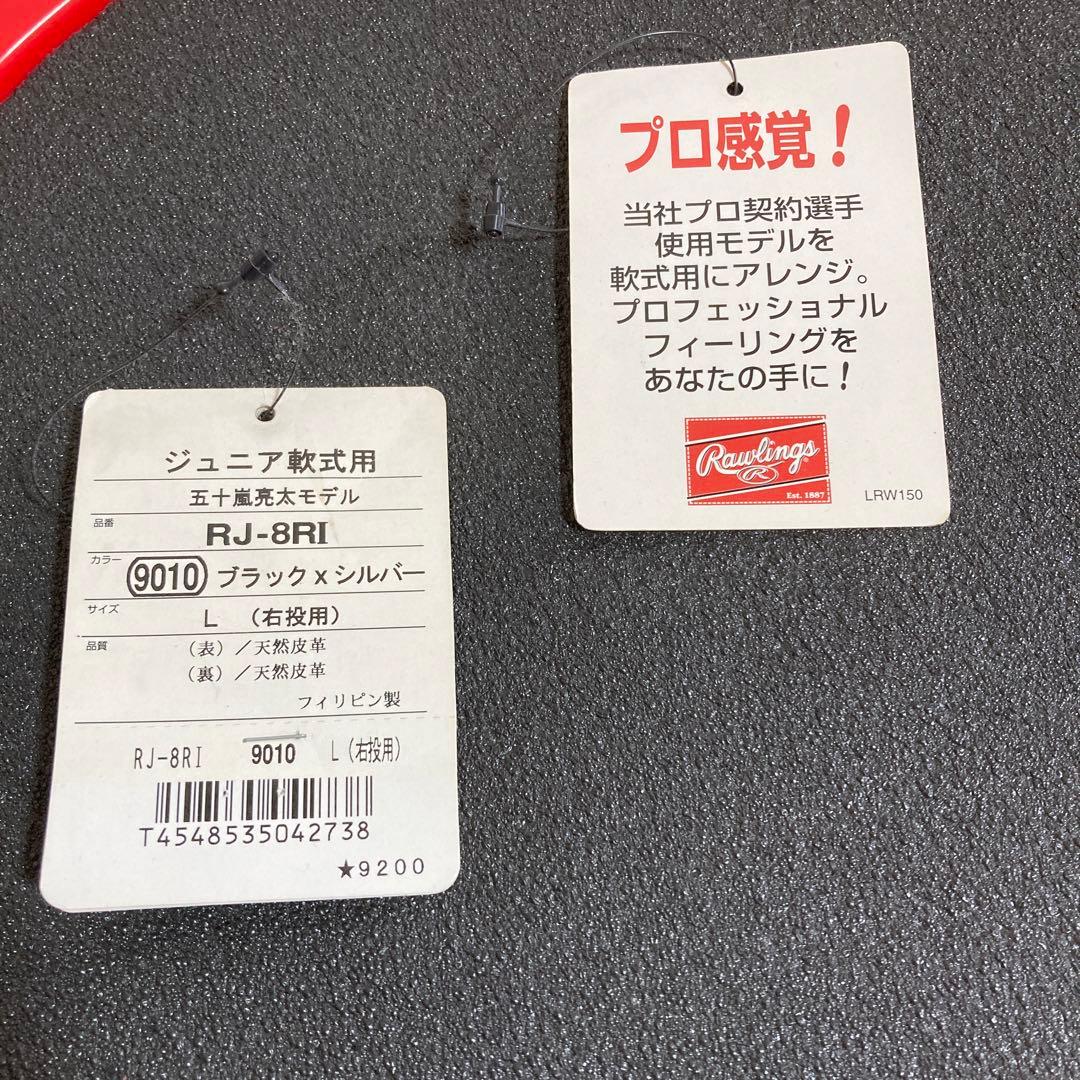 ジュニア軟式用
五十嵐亮太モデル
品番 RJ-8RI
カラー 9010 ブラックxシルバー
サイズ L (右投用)
品質 (表)/天然皮革
(裏)/天然皮革
フィリピン製
RJ-8RI 9010 L(右投用)
T4548535042738
★9200
プロ感覚!
当社プロ契約選手
使用モデルを
軟式用にアレンジ。
プロフェッショナル
フィーリングを
あなたの手に!
Rawlings
R
Est. 1887
LRW150